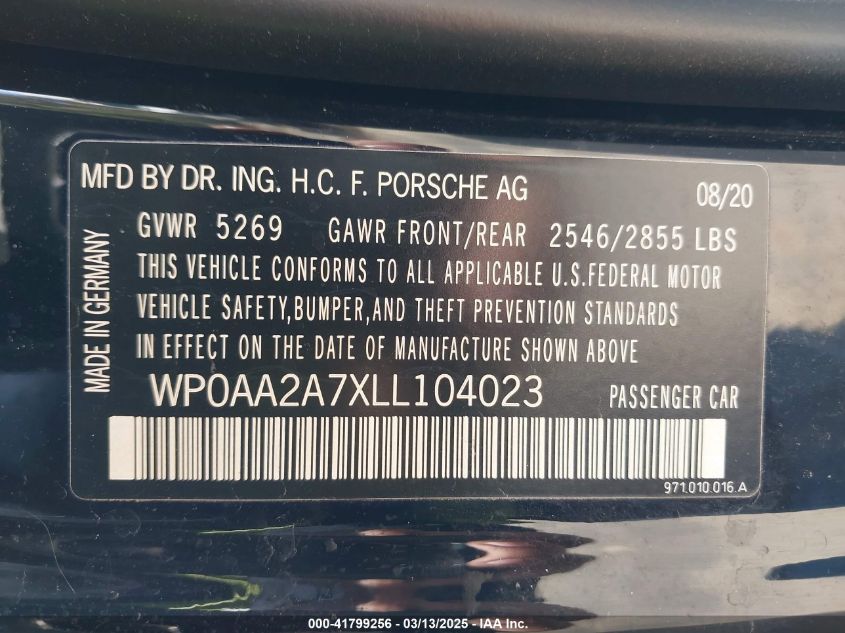 MFD BY DR. ING. H.C. F. PORSCHE AG 08/20
GVWR 5269 GAWR FRONT/REAR 2546/2855 LBS
THIS VEHICLE CONFORMS TO ALL APPLICABLE U.S.FEDERAL MOTOR
VEHICLE SAFETY,BUMPER,AND THEFT PREVENTION STANDARDS
IN EFFECT ON THE DATE OF MANUFACTURE SHOWN ABOVE
MADE IN GERMANY
WP0AA2A7XLL104023 PASSENGER CAR
971.010.016.A
000-41799256 - 03/13/2025 - IAA Inc.